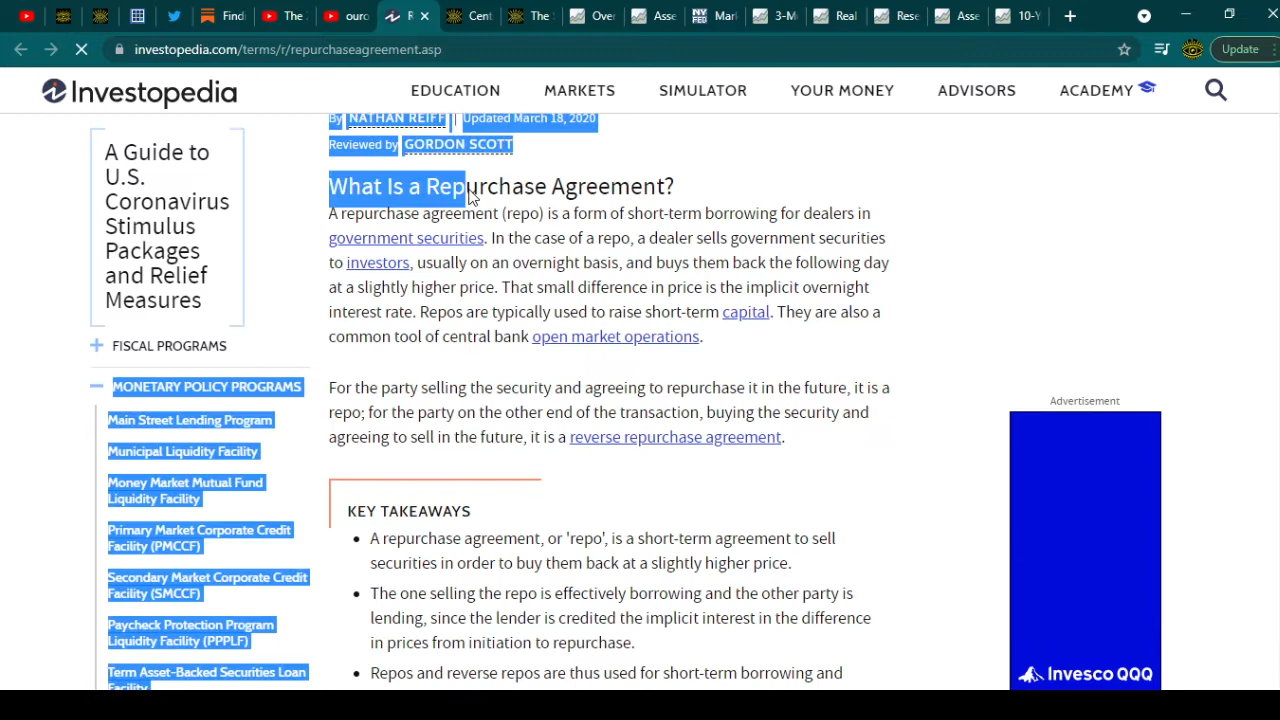 Find
The
ouro
R
Cent
The S
Over
Asse
NY FED
Mar
3-M
Real
Rese
Asse
10-Y
investopedia.com/terms/r/repurchaseagreement.asp
Update
Investopedia
EDUCATION
MARKETS
SIMULATOR
YOUR MONEY
ADVISORS
ACADEMY
A Guide to
U.S.
Coronavirus
Stimulus
Packages
and Relief
Measures
FISCAL PROGRAMS
MONETARY POLICY PROGRAMS
Main Street Lending Program
Municipal Liquidity Facility
Money Market Mutual Fund
Liquidity Facility
Primary Market Corporate Credit
Facility (PMCCF)
Secondary Market Corporate Credit
Facility (SMCCF)
Paycheck Protection Program
Liquidity Facility (PPPLF)
Term Asset-Backed Securities Loan
Facility
By NATHAN REIFF | Updated March 18, 2020
Reviewed by GORDON SCOTT
What Is a Repurchase Agreement?
A repurchase agreement (repo) is a form of short-term borrowing for dealers in
government securities. In the case of a repo, a dealer sells government securities
to investors, usually on an overnight basis, and buys them back the following day
at a slightly higher price. That small difference in price is the implicit overnight
interest rate. Repos are typically used to raise short-term capital. They are also a
common tool of central bank open market operations.
For the party selling the security and agreeing to repurchase it in the future, it is a
repo; for the party on the other end of the transaction, buying the security and
agreeing to sell in the future, it is a reverse repurchase agreement.
KEY TAKEAWAYS
• A repurchase agreement, or 'repo', is a short-term agreement to sell
securities in order to buy them back at a slightly higher price.
• The one selling the repo is effectively borrowing and the other party is
lending, since the lender is credited the implicit interest in the difference
in prices from initiation to repurchase.
• Repos and reverse repos are thus used for short-term borrowing and
Advertisement
Invesco QQQ